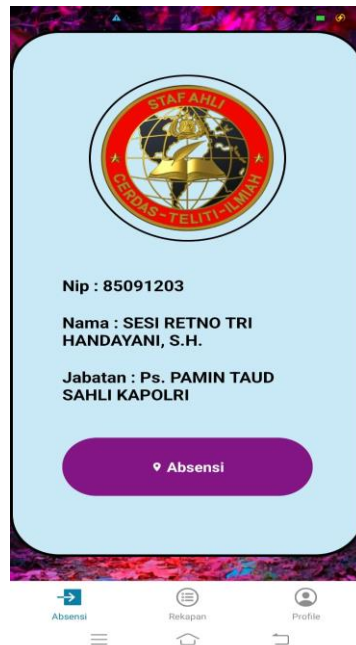 STAF AHLI
CERDAS-TELITI-ILMIAH
Nip : 85091203
Nama : SESI RETNO TRI
HANDAYANI, S.H.
Jabatan : Ps. PAMIN TAUD
SAHLI KAPOLRI
Absensi
Absensi
Rekapan
Profile